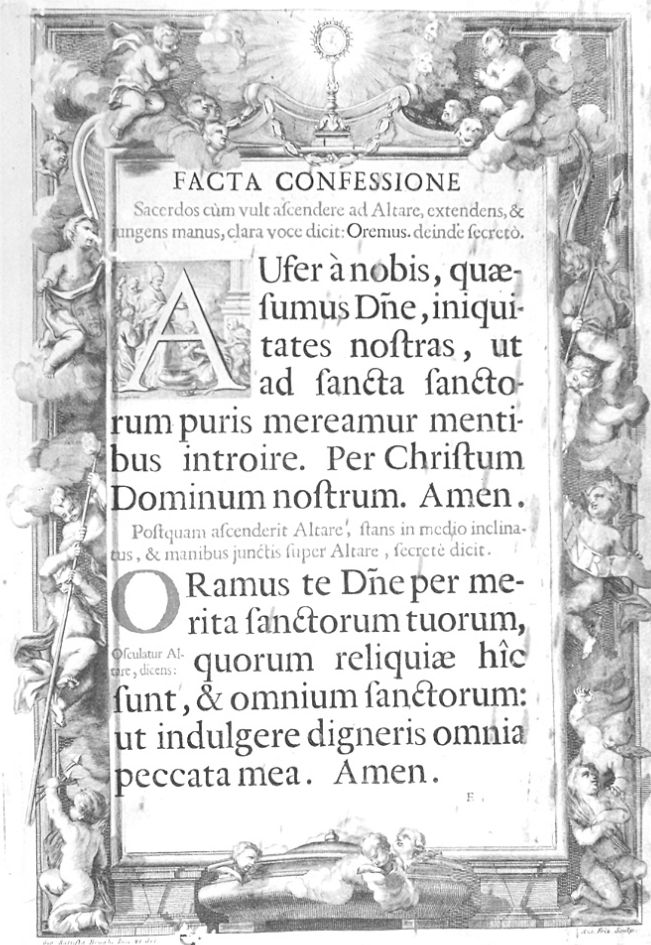 FACTA CONFESSIONE
Sacerdos cùm vult aſcendere ad Altare, extendens, &
jungens manus, clara voce dicit: Oremus. deinde ſecretò.
AUfer à nobis, quæ-
ſumus Dñe, iniqui-
tates noſtras, ut
ad ſancta ſancto-
rum puris mereamur menti-
bus introire. Per Chriſtum
Dominum noſtrum. Amen.
Poſtquam aſcenderit Altare, ſtans in medio inclina-
tus, & manibus junctis ſuper Altare, ſecretè dicit.
ORamus te Dñe per me-
rita ſanctorum tuorum,
Oſculatur Al-
tare, dicens:
quorum reliquiæ hîc
ſunt, & omnium ſanctorum:
ut indulgere digneris omnia
peccata mea. Amen.
F.